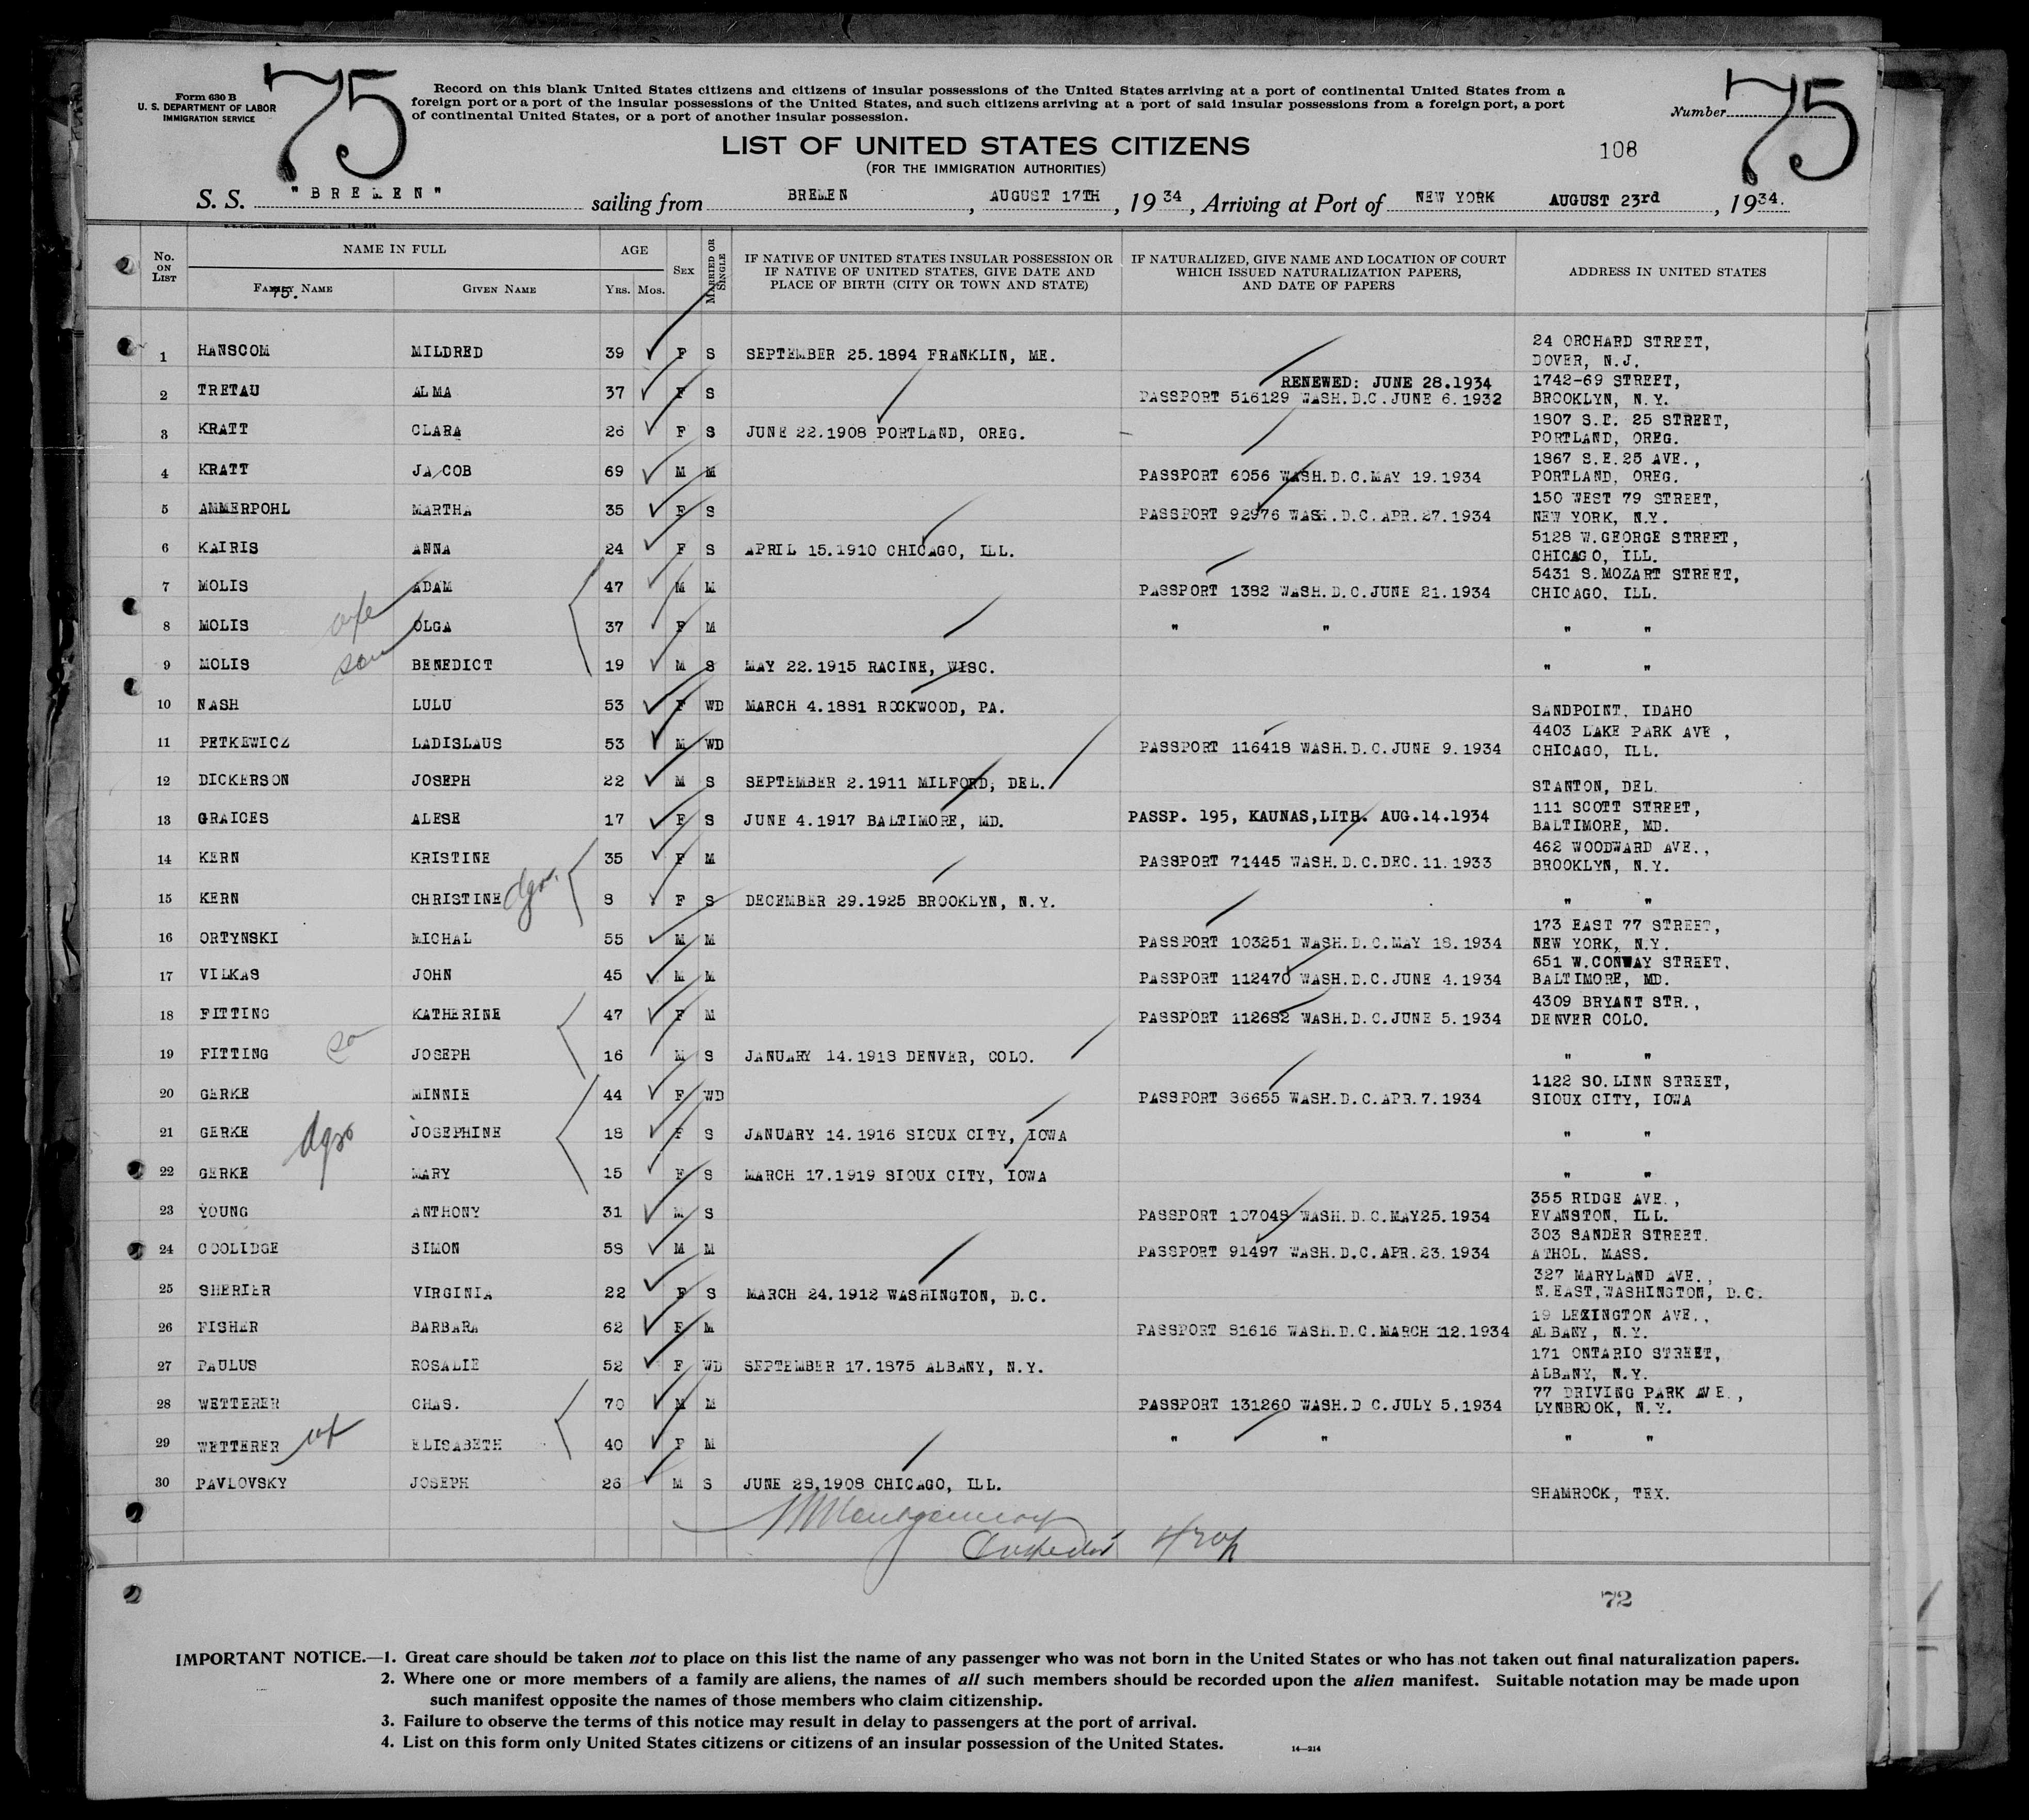 75
75
Form 630 B
U. S. DEPARTMENT OF LABOR
IMMIGRATION SERVICE
Record on this blank United States citizens and citizens of insular possessions of the United States arriving at a port of continental United States from a
foreign port or a port of the insular possessions of the United States, and such citizens arriving at a port of said insular possessions from a foreign port, a port
of continental United States, or a port of another insular possession.
Number
LIST OF UNITED STATES CITIZENS
(FOR THE IMMIGRATION AUTHORITIES)
108
S. S. "BREMEN" sailing from BREMEN, AUGUST 17TH, 1934, Arriving at Port of NEW YORK AUGUST 23rd, 1934.
No. ON LIST NAME IN FULL AGE SEX MARRIED OR SINGLE IF NATIVE OF UNITED STATES INSULAR POSSESSION OR IF NATIVE OF UNITED STATES, GIVE DATE AND PLACE OF BIRTH (CITY OR TOWN AND STATE) IF NATURALIZED, GIVE NAME AND LOCATION OF COURT WHICH ISSUED NATURALIZATION PAPERS, AND DATE OF PAPERS ADDRESS IN UNITED STATES
FAMILY NAME GIVEN NAME YRS. MOS.
75.
1 HANSCOM MILDRED 39 F S SEPTEMBER 25.1894 FRANKLIN, ME. 24 ORCHARD STREET, DOVER, N.J.
2 TRETAU ALMA 37 F S RENEWED: JUNE 28.1934 PASSPORT 516129 WASH.D.C.JUNE 6.1932 1742-69 STREET, BROOKLYN, N.Y.
3 KRATT CLARA 26 F S JUNE 22.1908 PORTLAND, OREG. 1807 S.E. 25 STREET, PORTLAND, OREG.
4 KRATT JACOB 69 M M PASSPORT 6056 WASH.D.C.MAY 19.1934 1867 S.E.25 AVE., PORTLAND, OREG.
5 AMMERPOHL MARTHA 35 F S PASSPORT 92976 WASH.D.C.APR.27.1934 150 WEST 79 STREET, NEW YORK, N.Y.
6 KAIRIS ANNA 24 F S APRIL 15.1910 CHICAGO, ILL. 5128 W.GEORGE STREET, CHICAGO, ILL.
7 MOLIS ADAM 47 M M PASSPORT 1382 WASH.D.C.JUNE 21.1934 5431 S.MOZART STREET, CHICAGO, ILL.
8 MOLIS OLGA 37 F M " " " "
9 MOLIS son BENEDICT 19 M S MAY 22.1915 RACINE, WISC. " "
10 NASH LULU 53 F WD MARCH 4.1881 ROCKWOOD, PA. SANDPOINT, IDAHO
11 PETKEWICZ LADISLAUS 53 M WD PASSPORT 116418 WASH.D.C.JUNE 9.1934 4403 LAKE PARK AVE, CHICAGO, ILL.
12 DICKERSON JOSEPH 22 M S SEPTEMBER 2.1911 MILFORD, DEL. STANTON, DEL.
13 GRAICES ALESE 17 F S JUNE 4.1917 BALTIMORE, MD. PASSP. 195, KAUNAS,LITH. AUG.14.1934 111 SCOTT STREET, BALTIMORE, MD.
14 KERN KRISTINE 35 F M PASSPORT 71445 WASH.D.C.DEC.11.1933 462 WOODWARD AVE., BROOKLYN, N.Y.
15 KERN CHRISTINE 8 F S DECEMBER 29.1925 BROOKLYN, N.Y. " "
16 ORTYNSKI MICHAL 55 M M PASSPORT 103251 WASH.D.C.MAY 18.1934 173 EAST 77 STREET, NEW YORK, N.Y.
17 VILKAS JOHN 45 M M PASSPORT 112470 WASH.D.C.JUNE 4.1934 651 W.CONWAY STREET, BALTIMORE, MD.
18 FITTING KATHERINE 47 F M PASSPORT 112682 WASH.D.C.JUNE 5.1934 4309 BRYANT STR., DENVER COLO.
19 FITTING JOSEPH 16 M S JANUARY 14.1918 DENVER, COLO. " "
20 GERKE MINNIE 44 F WD PASSPORT 86655 WASH.D.C.APR.7.1934 1122 SO.LINN STREET, SIOUX CITY, IOWA
21 GERKE JOSEPHINE 18 F S JANUARY 14.1916 SIOUX CITY, IOWA " "
22 GERKE MARY 15 F S MARCH 17.1919 SIOUX CITY, IOWA " "
23 YOUNG ANTHONY 31 M S PASSPORT 107048 WASH.D.C.MAY25.1934 355 RIDGE AVE., EVANSTON, ILL.
24 COOLIDGE SIMON 58 M M PASSPORT 91497 WASH.D.C.APR.23.1934 303 SANDER STREET, ATHOL. MASS.
25 SHERIER VIRGINIA 22 F S MARCH 24.1912 WASHINGTON, D.C. 327 MARYLAND AVE., N.EAST,WASHINGTON, D.C.
26 FISHER BARBARA 62 F M PASSPORT 81616 WASH.D.C.MARCH 12.1934 19 LEXINGTON AVE., ALBANY, N.Y.
27 PAULUS ROSALIE 52 F WD SEPTEMBER 17.1875 ALBANY, N.Y. 171 ONTARIO STREET, ALBANY, N.Y.
28 WETTERER CHAS. 70 M M PASSPORT 131260 WASH.D C.JULY 5.1934 77 DRIVING PARK AVE., LYNBROOK, N.Y.
29 WETTERER ELISABETH 40 F M " " " "
30 PAVLOVSKY JOSEPH 26 M S JUNE 28.1908 CHICAGO, ILL. SHAMROCK, TEX.
Montgomery
Inspector
72
IMPORTANT NOTICE.—1. Great care should be taken not to place on this list the name of any passenger who was not born in the United States or who has not taken out final naturalization papers.
2. Where one or more members of a family are aliens, the names of all such members should be recorded upon the alien manifest. Suitable notation may be made upon
such manifest opposite the names of those members who claim citizenship.
3. Failure to observe the terms of this notice may result in delay to passengers at the port of arrival.
4. List on this form only United States citizens or citizens of an insular possession of the United States.
14—214